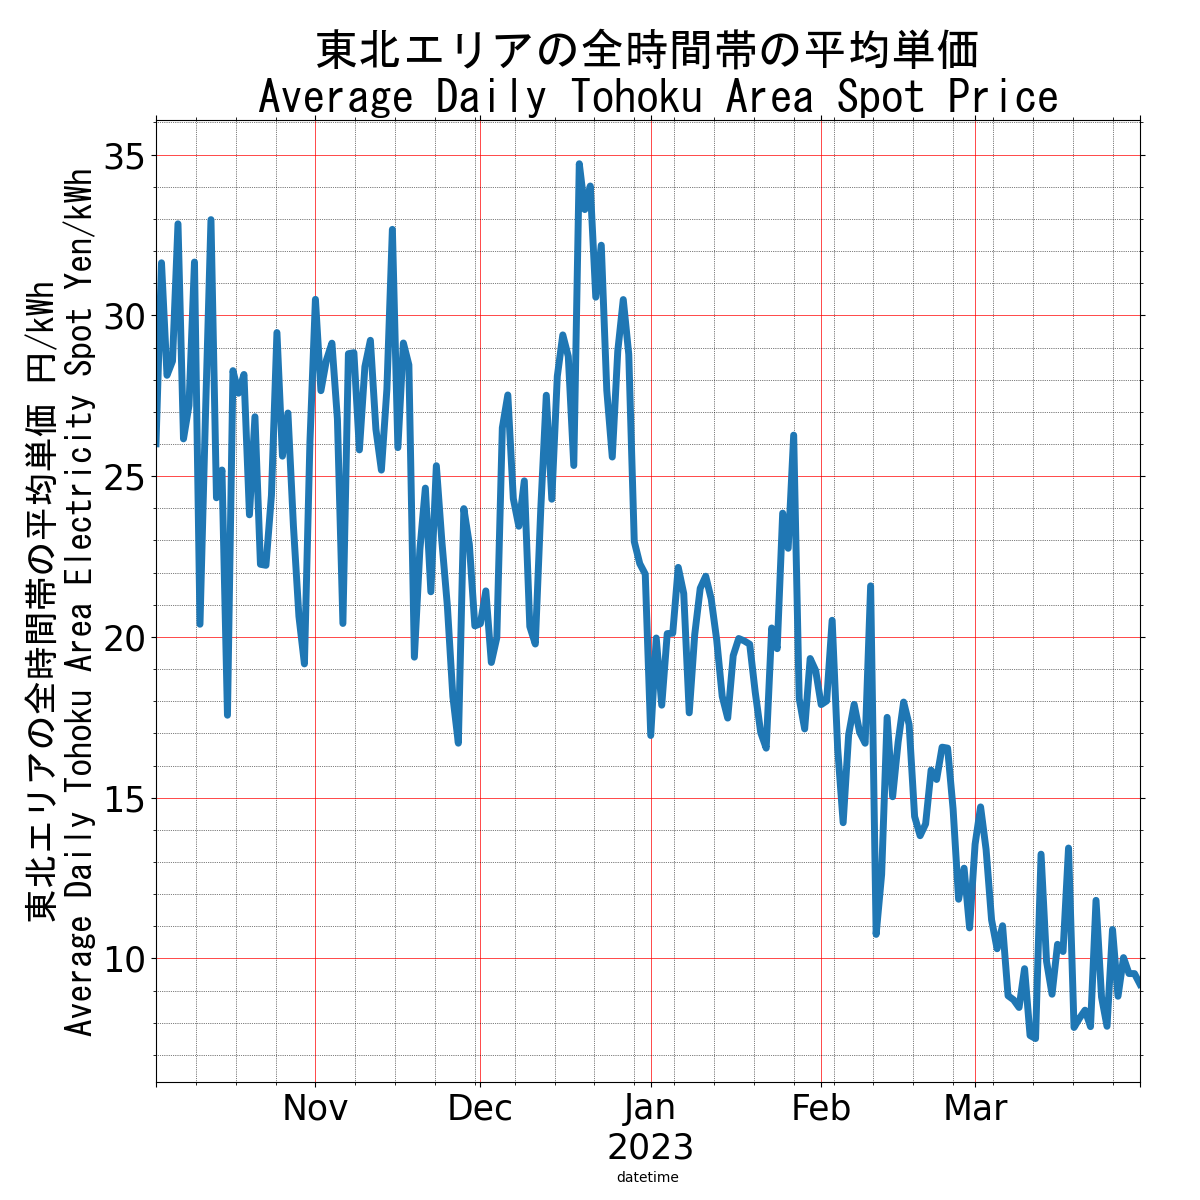 東北エリアの全時間帯の平均単価
Average Daily Tohoku Area Spot Price
東北エリアの全時間帯の平均単価 円/kWh
Average Daily Tohoku Area Electricity Spot Yen/kWh
35
30
25
20
15
10
Nov
Dec
Jan
2023
Feb
Mar
datetime